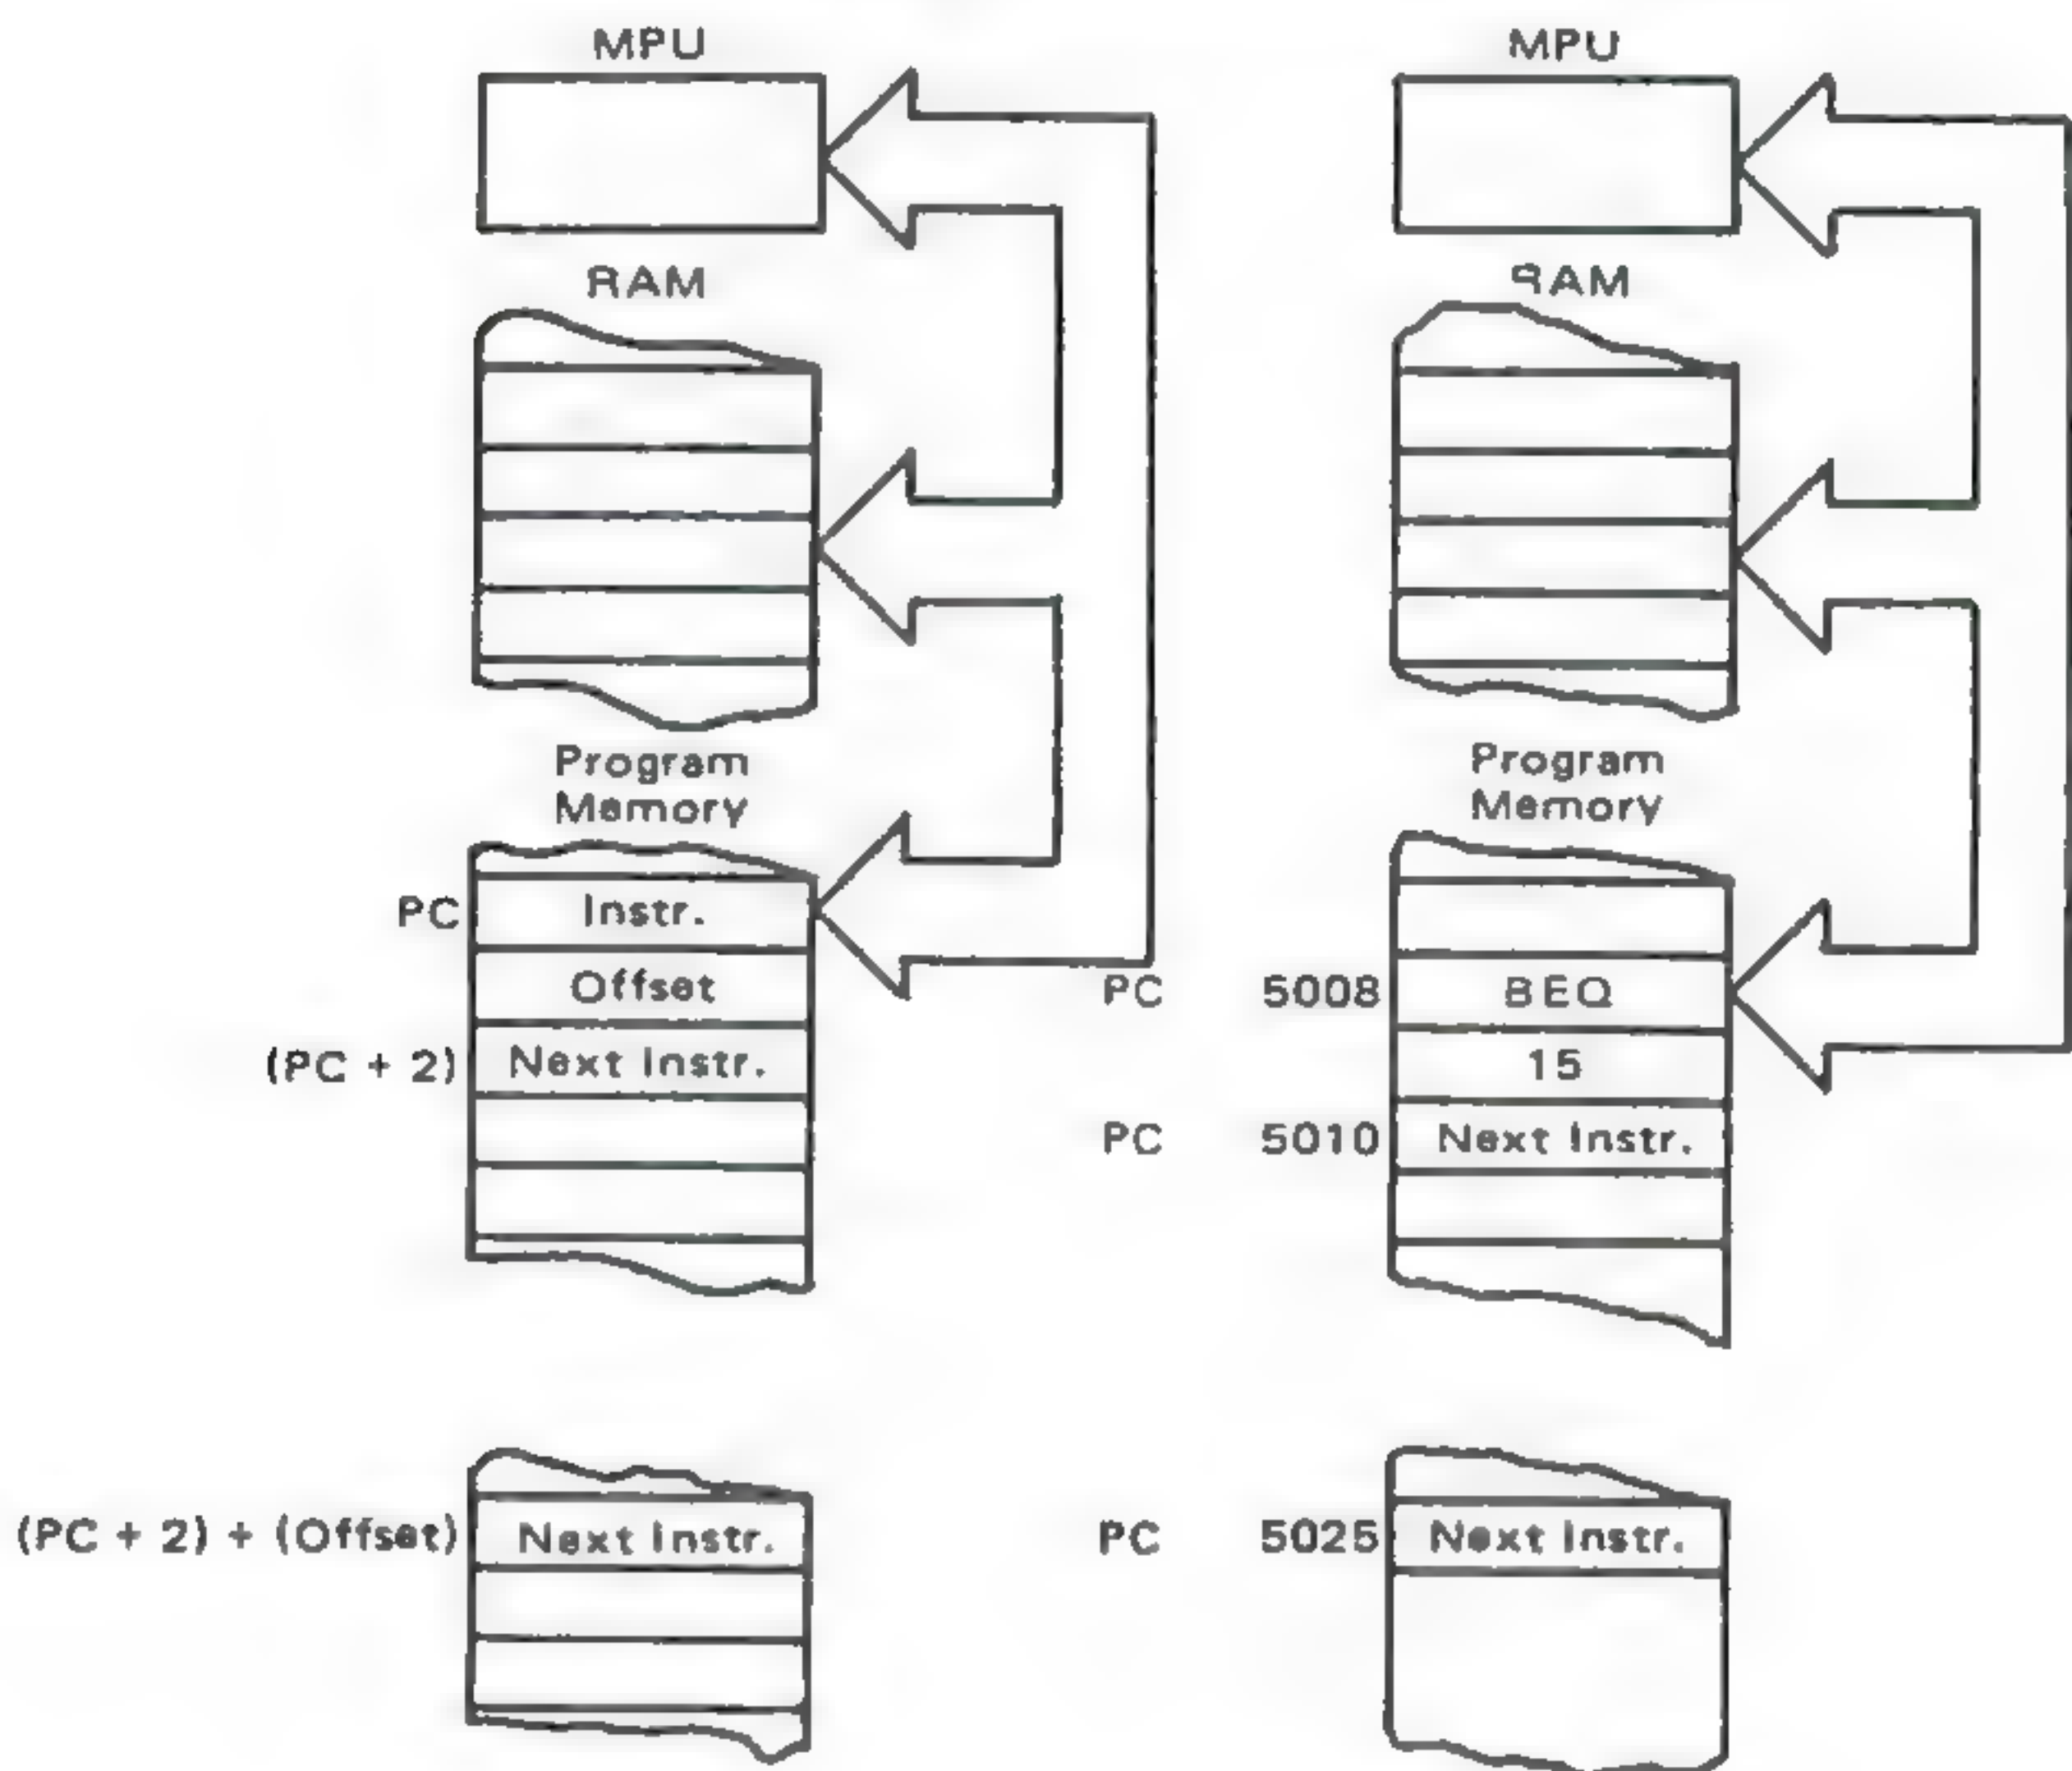 MPU
RAM
Program
Memory
PC Instr.
Offset
(PC + 2) Next Instr.
(PC + 2) + (Offset) Next Instr.
MPU
RAM
Program
Memory
PC 5008 BEQ
15
PC 5010 Next Instr.
PC 5025 Next Instr.